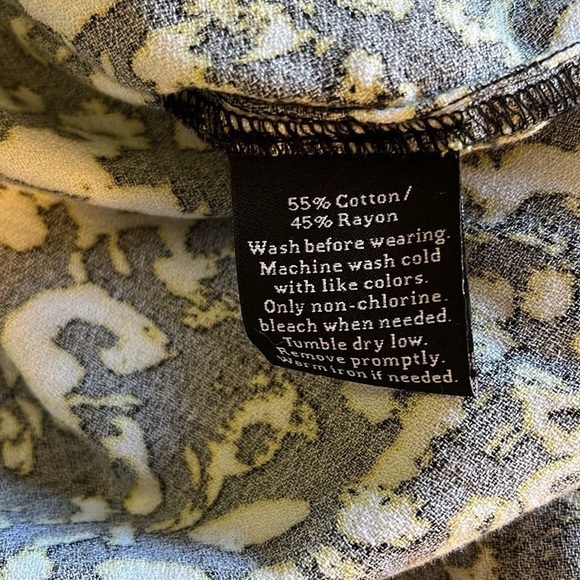 55% Cotton/
45% Rayon
Wash before wearing.
Machine wash cold
with like colors.
Only non-chlorine.
bleach when needed.
Tumble dry low.
Remove promptly.
Warm iron if needed.